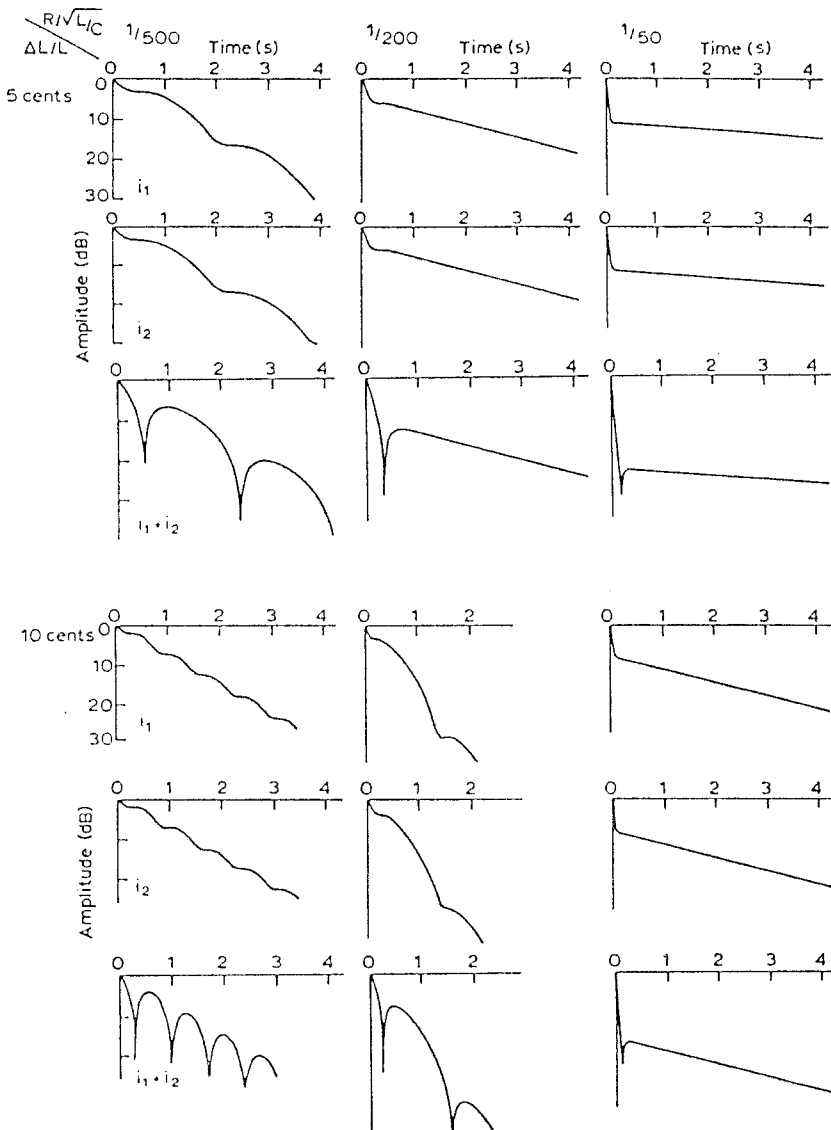 R/√L/C
ΔL/L
1/500 Time (s)
1/200 Time (s)
1/50 Time (s)
0 1 2 3 4
0 1 2 3 4
0 1 2 3 4
5 cents
0
10
20
30
i1
0 1 2 3 4
0 1 2 3 4
0 1 2 3 4
Amplitude (dB)
i2
0 1 2 3 4
0 1 2 3 4
0 1 2 3 4
i1 + i2
0 1 2 3 4
0 1 2
0 1 2 3 4
10 cents
0
10
20
30
i1
0 1 2 3 4
0 1 2
0 1 2 3 4
Amplitude (dB)
i2
0 1 2 3 4
0 1 2
0 1 2 3 4
i1 + i2